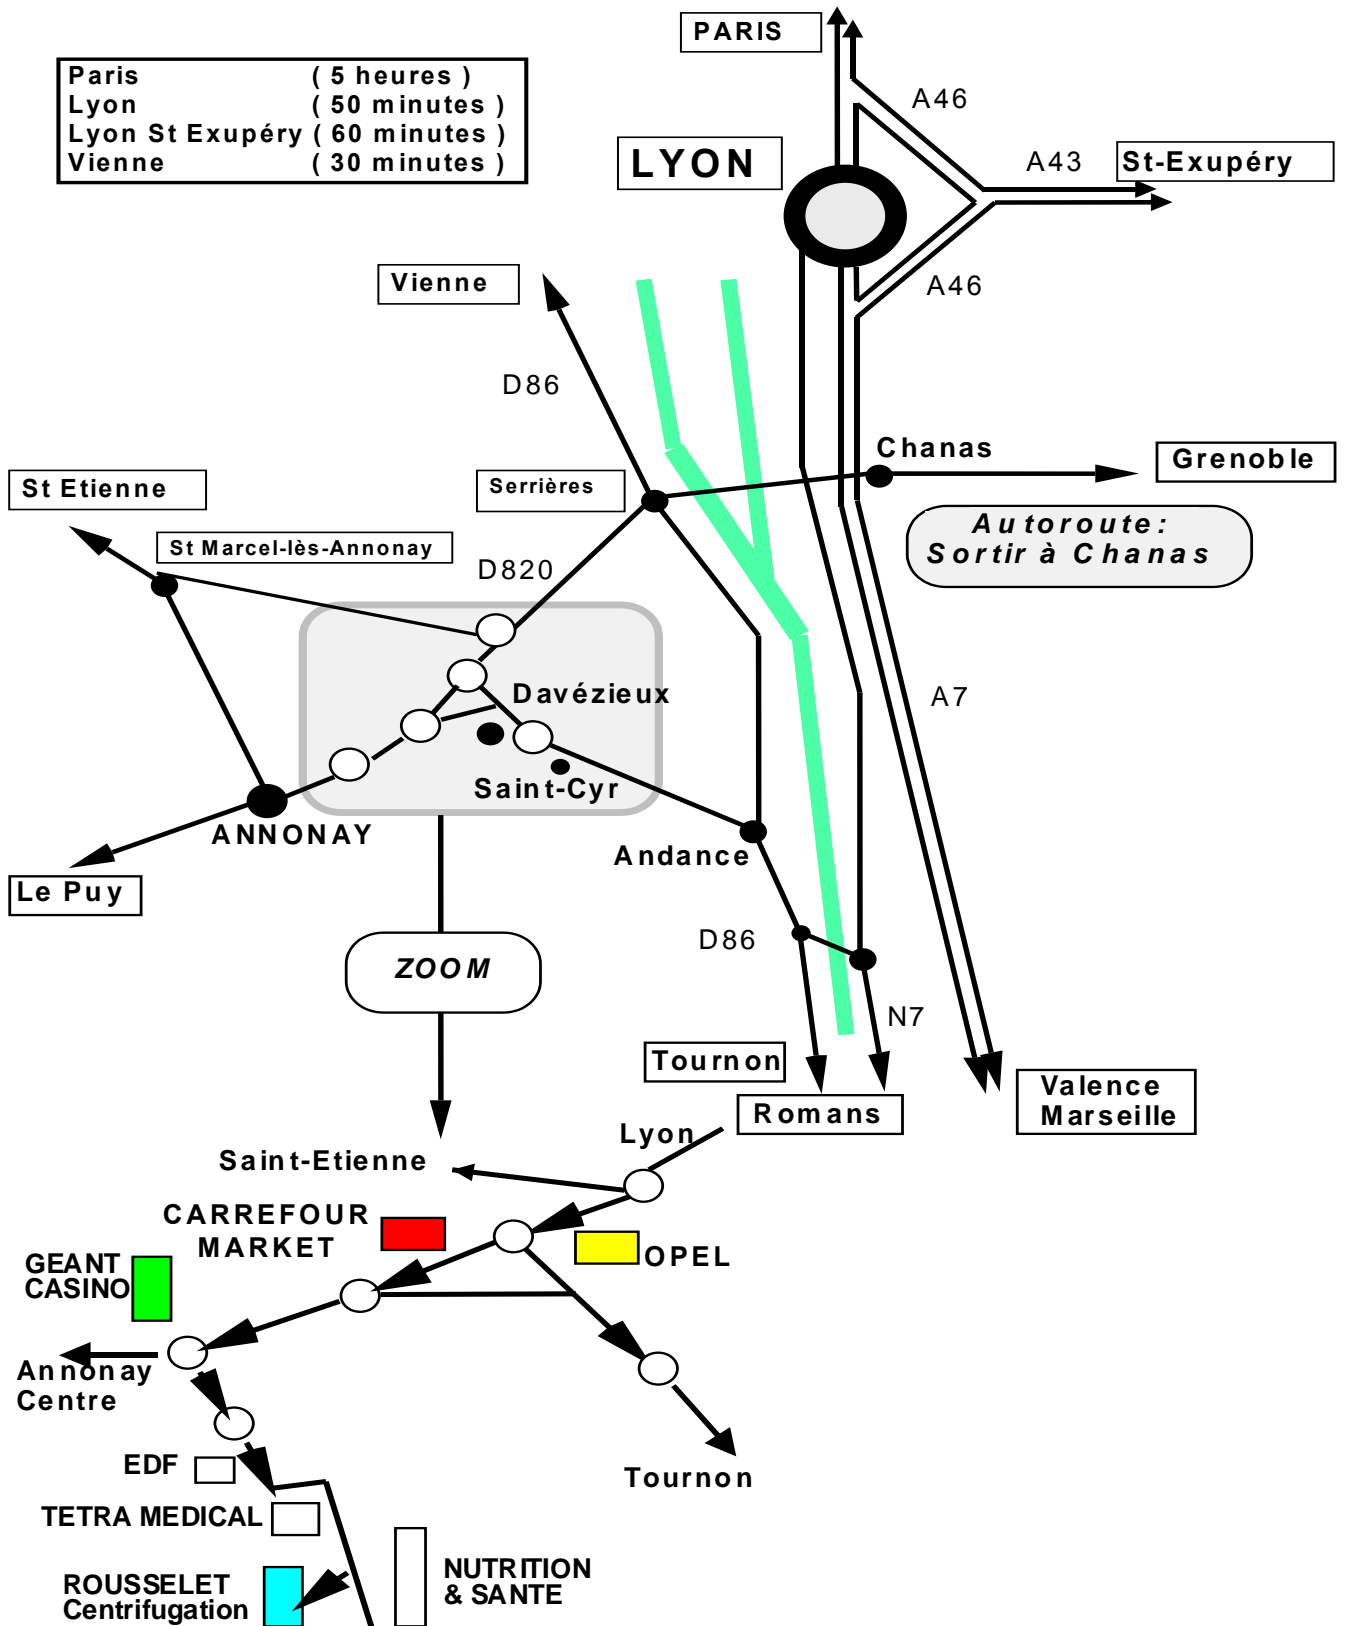 PARIS
Paris ( 5 heures )
Lyon ( 50 minutes )
Lyon St Exupéry ( 60 minutes )
Vienne ( 30 minutes )
A46
LYON
A43
St-Exupéry
Vienne
A46
D86
Chanas
Grenoble
St Etienne
Serrières
Autoroute:
Sortir à Chanas
St Marcel-lès-Annonay
D820
Davézieux
A7
Saint-Cyr
ANNONAY
Andance
Le Puy
D86
ZOOM
N7
Tournon
Valence
Marseille
Romans
Lyon
Saint-Etienne
CARREFOUR
MARKET
OPEL
GEANT
CASINO
Annonay
Centre
EDF
Tournon
TETRA MEDICAL
NUTRITION
& SANTE
ROUSSELET
Centrifugation